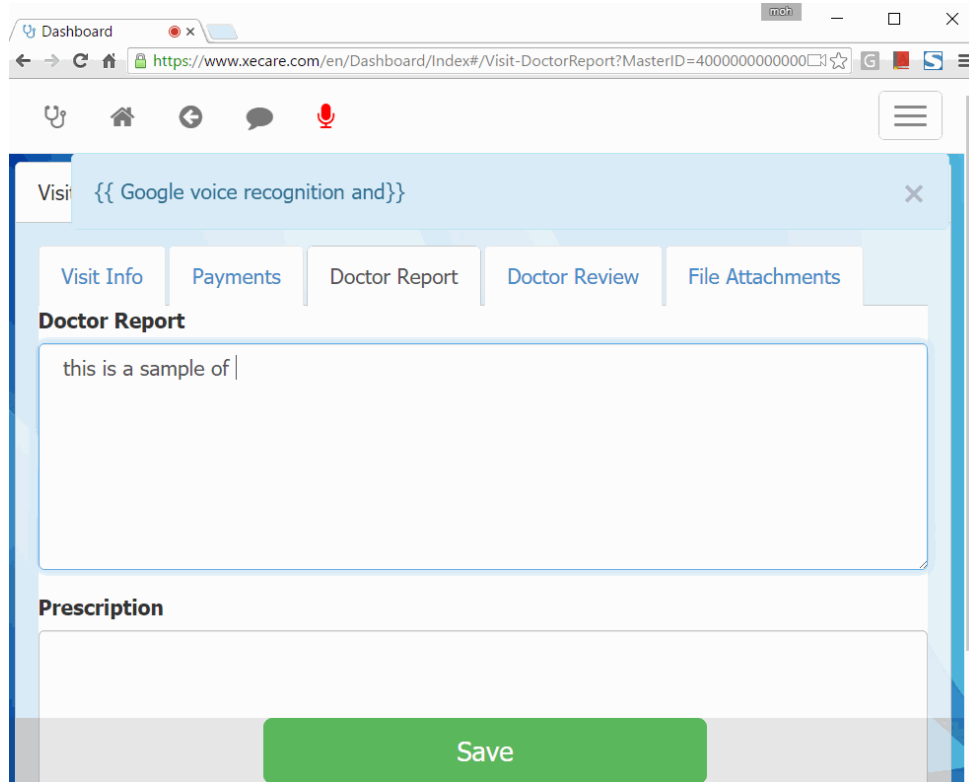 moh
Dashboard
https://www.xecare.com/en/Dashboard/Index#/Visit-DoctorReport?MasterID=4000000000000
G S
Visi
{{ Google voice recognition and}}
Visit Info Payments Doctor Report Doctor Review File Attachments
Doctor Report
this is a sample of
Prescription
Save